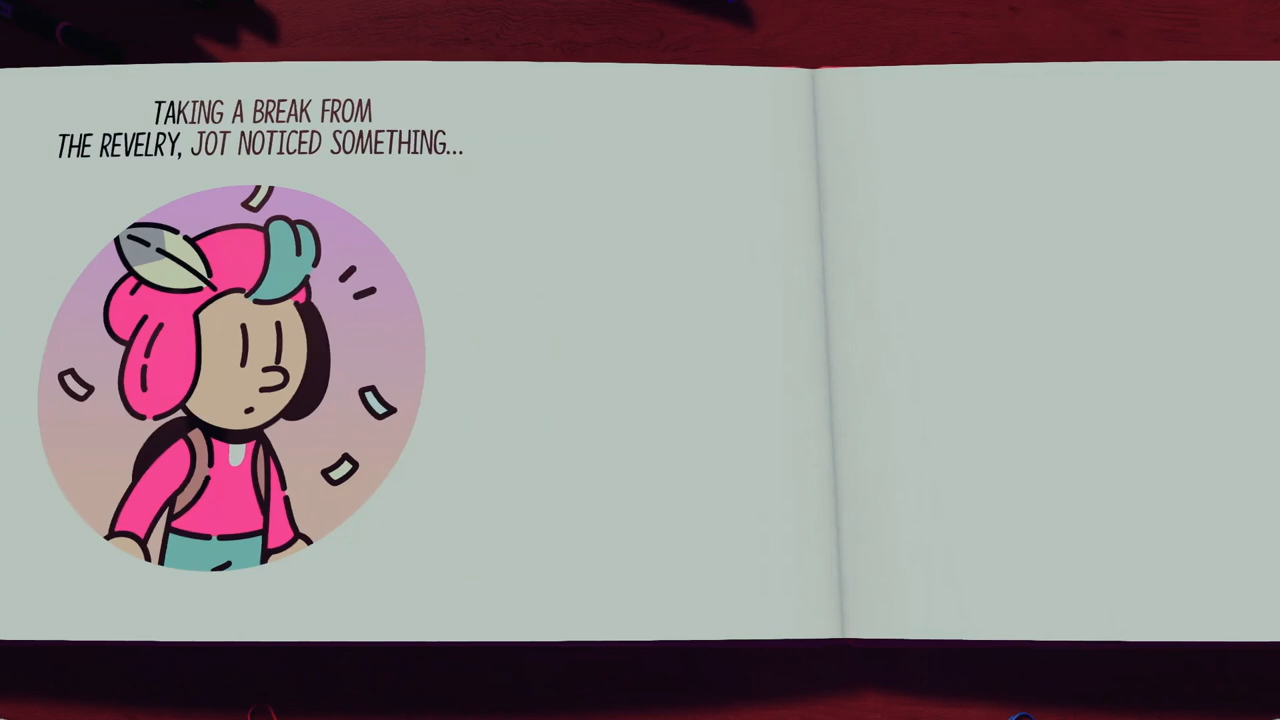 TAKING A BREAK FROM
THE REVELRY, JOT NOTICED SOMETHING...